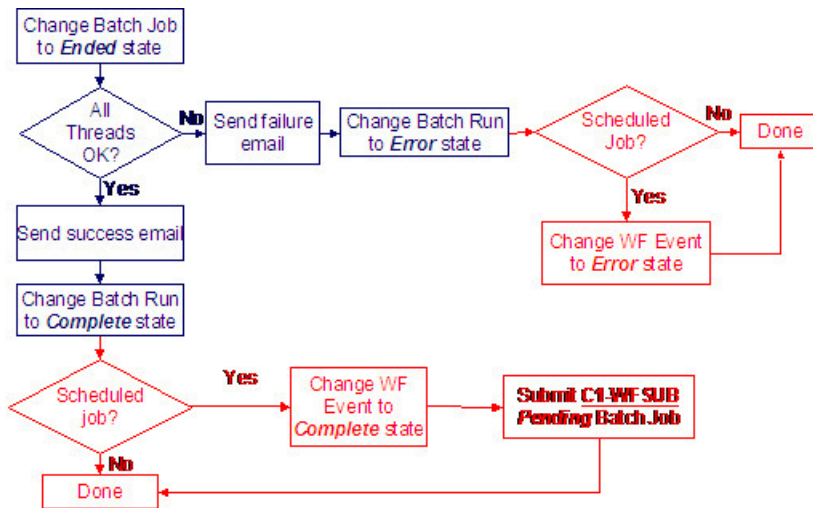 Change Batch Job
to Ended state
All
Threads
OK?
No
Send failure
email
Change Batch Run
to Error state
Scheduled
Job?
No
Done
Yes
Change WF Event
to Error state
Yes
Send success email
Change Batch Run
to Complete state
Scheduled
job?
Yes
Change WF
Event to
Complete state
Submit C1-WFSUB
Pending Batch Job
No
Done